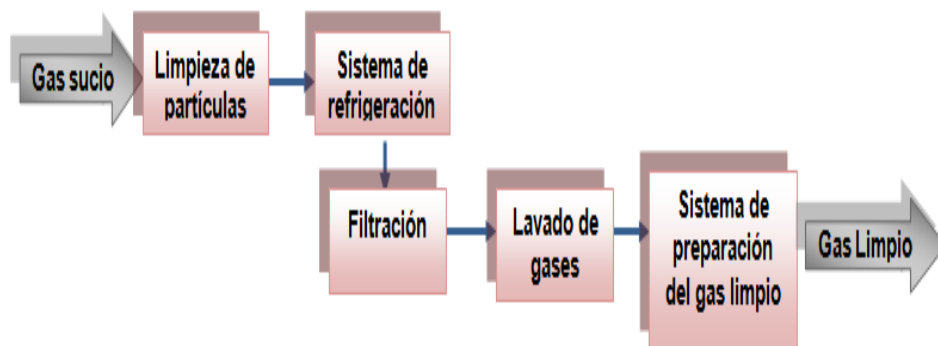 Gas sucio
Limpieza de
partículas
Sistema de
refrigeración
Filtración
Lavado de
gases
Sistema de
preparación
del gas limpio
Gas Limpio